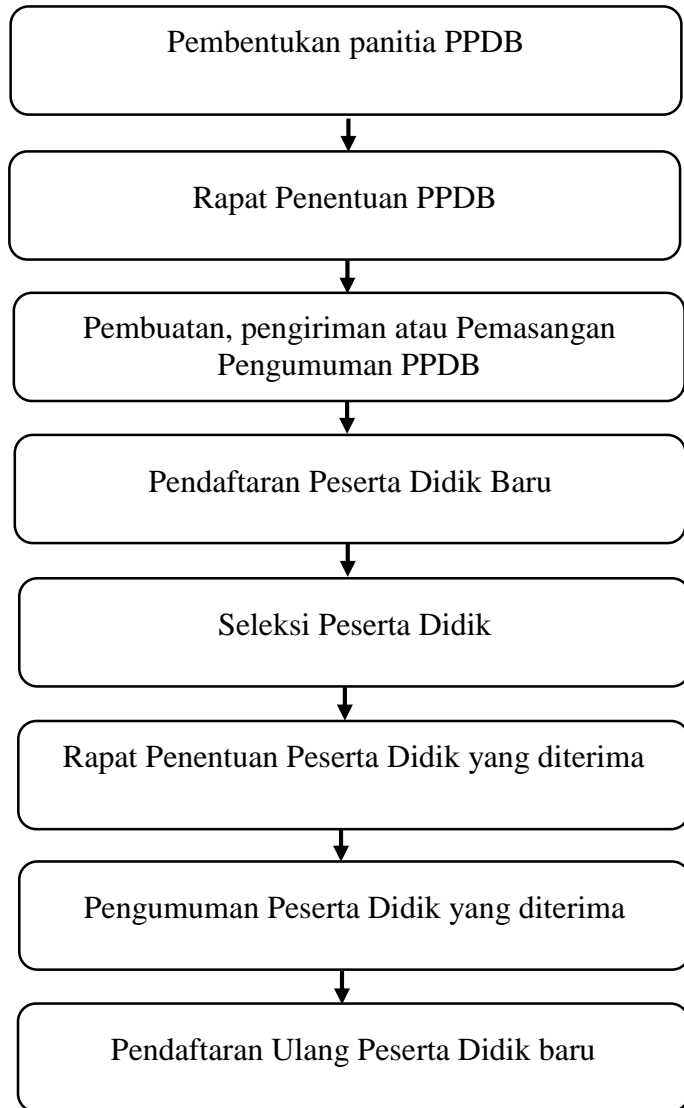 Pembentukan panitia PPDB
Rapat Penentuan PPDB
Pembuatan, pengiriman atau Pemasangan
Pengumuman PPDB
Pendaftaran Peserta Didik Baru
Seleksi Peserta Didik
Rapat Penentuan Peserta Didik yang diterima
Pengumuman Peserta Didik yang diterima
Pendaftaran Ulang Peserta Didik baru